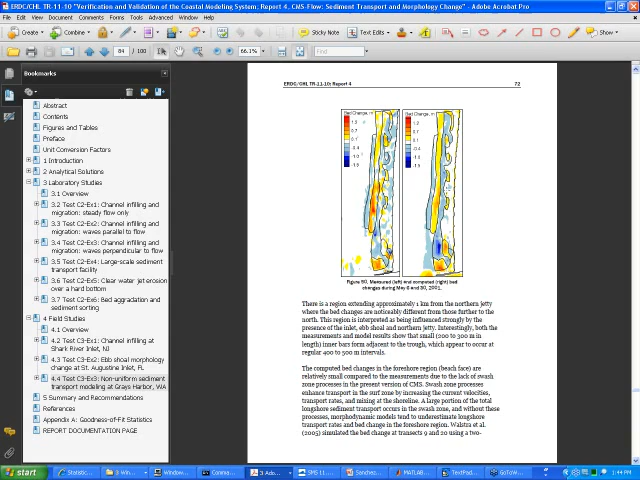 ERDC/CHL TR-11-10 "Verification and Validation of the Coastal Modeling System; Report 4, CMS-Flow: Sediment Transport and Morphology Change" - Adobe Acrobat Pro
File Edit View Document Comments Forms Tools Advanced Window Help
Create Combine Sticky Note Text Edits Show
84 / 100 66.1% Find
Bookmarks
Abstract
Contents
Figures and Tables
Preface
Unit Conversion Factors
1 Introduction
2 Analytical Solutions
3 Laboratory Studies
3.1 Overview
3.2 Test C2-Ex1: Channel infilling and migration: steady flow only
3.3 Test C2-Ex2: Channel infilling and migration: waves parallel to flow
3.4 Test C2-Ex3: Channel infilling and migration: waves perpendicular to flow
3.5 Test C2-Ex4: Large-scale sediment transport facility
3.6 Test C2-Ex5: Clear water jet erosion over a hard bottom
3.7 Test C2-Ex6: Bed aggradation and sediment sorting
4 Field Studies
4.1 Overview
4.2 Test C3-Ex1: Channel infilling at Shark River Inlet, NJ
4.3 Test C3-Ex2: Ebb shoal morphology change at St. Augustine Inlet, FL
4.4 Test C3-Ex3: Non-uniform sediment transport modeling at Grays Harbor, WA
5 Summary and Recommendations
References
Appendix A: Goodness-of-Fit Statistics
REPORT DOCUMENTATION PAGE
ERDC/CHL TR-11-10; Report 4 72
Bed Change, m
Bed Change, m
Figure 50. Measured (left) and computed (right) bed
changes during May 6 and 30, 2001.
There is a region extending approximately 1 km from the northern jetty
where the bed changes are noticeably different from those further to the
north. This region is interpreted as being influenced strongly by the
presence of the inlet, ebb shoal and northern jetty. Interestingly, both the
measurements and model results show that small (200 to 300 m in
length) inner bars form adjacent to the trough, which appear to occur at
regular 400 to 500 m intervals.
The computed bed changes in the foreshore region (beach face) are
relatively small compared to the measurements due to the lack of swash
zone processes in the present version of CMS. Swash zone processes
enhance transport in the surf zone by increasing the current velocities,
transport rates, and mixing at the shoreline. A large portion of the total
longshore sediment transport occurs in the swash zone, and without these
processes, morphodynamic models tend to underestimate longshore
transport rates and bed change in the foreshore region. Walstra et al.
(2005) simulated the bed change at transects 9 and 20 using a two-
start Statistic... 3 Win... Window... Comma... 3 Ado... SMS 11... Sanchez... MATLAB... TextPad... GoToW... 1:44 PM